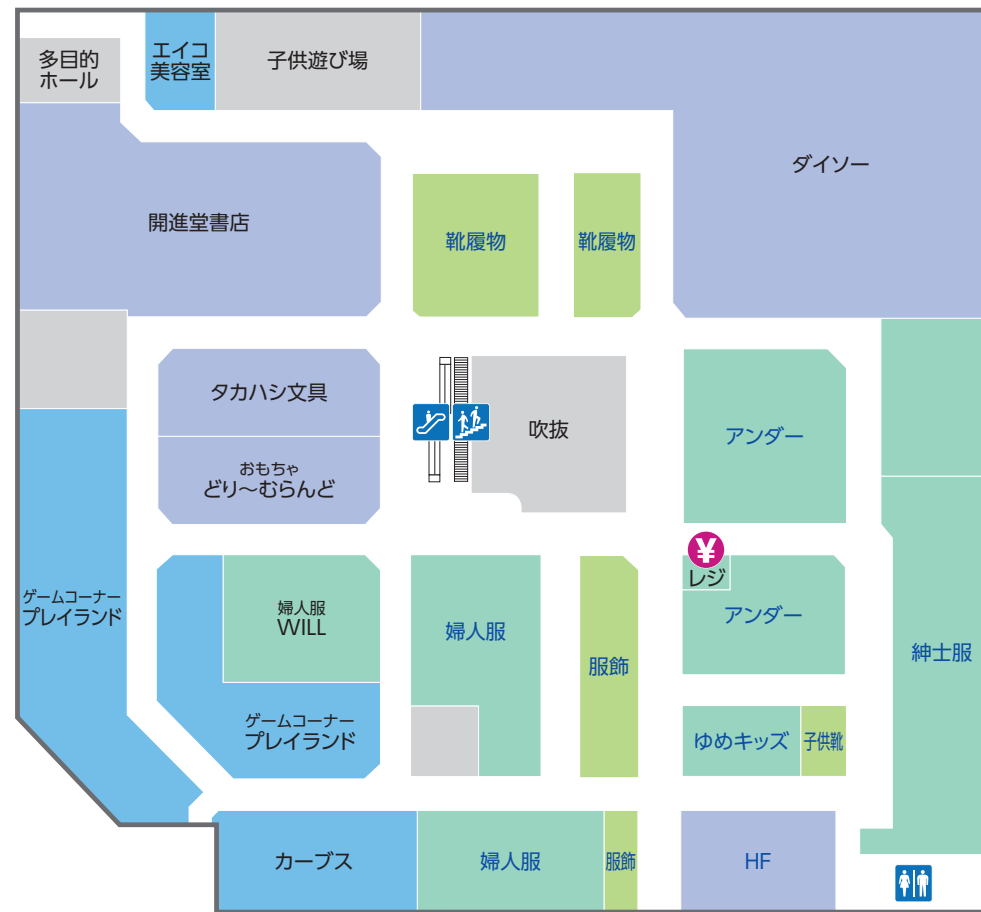 多目的
ホール
エイコ
美容室
子供遊び場
ダイソー
開進堂書店
靴履物
靴履物
タカハシ文具
おもちゃ
どり～むらんど
吹抜
アンダー
ゲームコーナー
プレイランド
婦人服
WILL
婦人服
服飾
¥
レジ
アンダー
紳士服
ゲームコーナー
プレイランド
ゆめキッズ
子供靴
カーブス
婦人服
服飾
HF